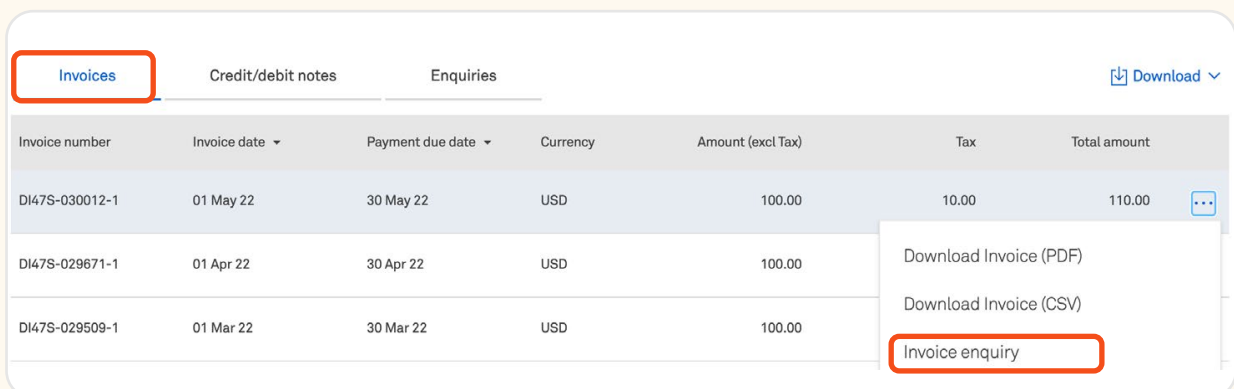 Invoices Credit/debit notes Enquiries Download
Invoice number Invoice date Payment due date Currency Amount (excl Tax) Tax Total amount
DI47S-030012-1 01 May 22 30 May 22 USD 100.00 10.00 110.00
DI47S-029671-1 01 Apr 22 30 Apr 22 USD 100.00
DI47S-029509-1 01 Mar 22 30 Mar 22 USD 100.00
Download Invoice (PDF)
Download Invoice (CSV)
Invoice enquiry